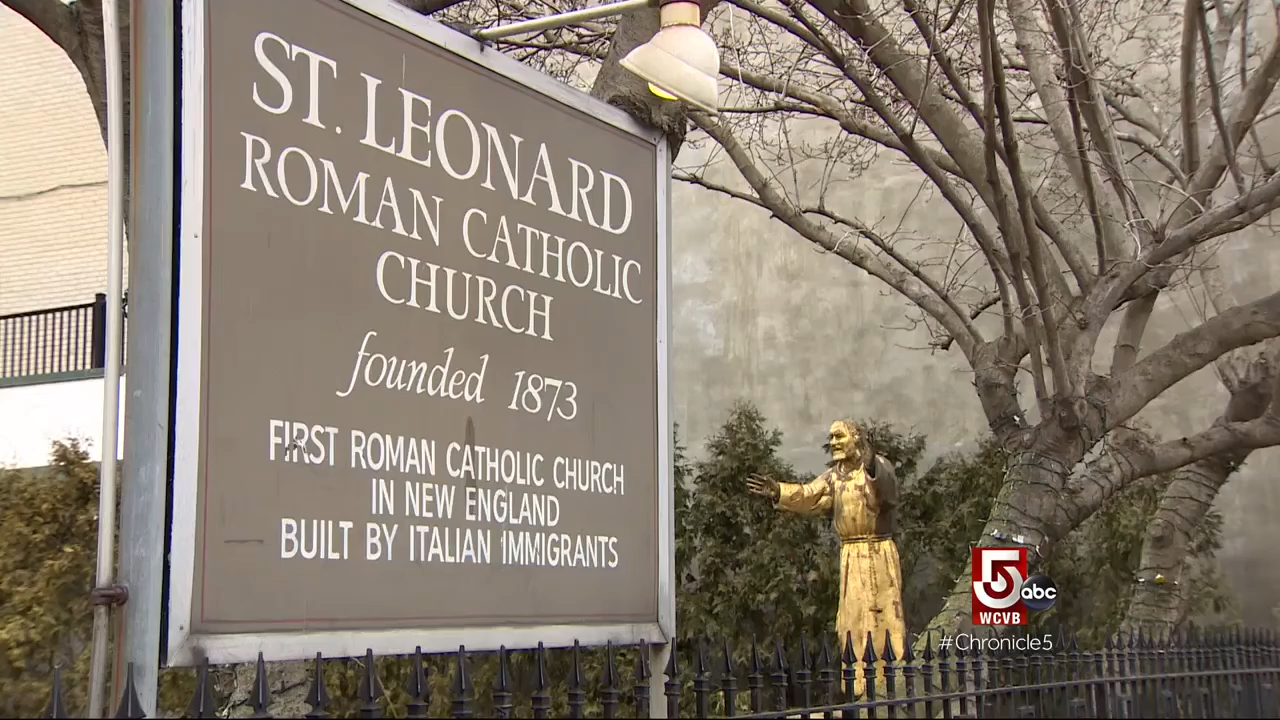 ST. LEONARD
ROMAN CATHOLIC
CHURCH
founded 1873
FIRST ROMAN CATHOLIC CHURCH
IN NEW ENGLAND
BUILT BY ITALIAN IMMIGRANTS
5 abc
WCVB
#Chronicle5